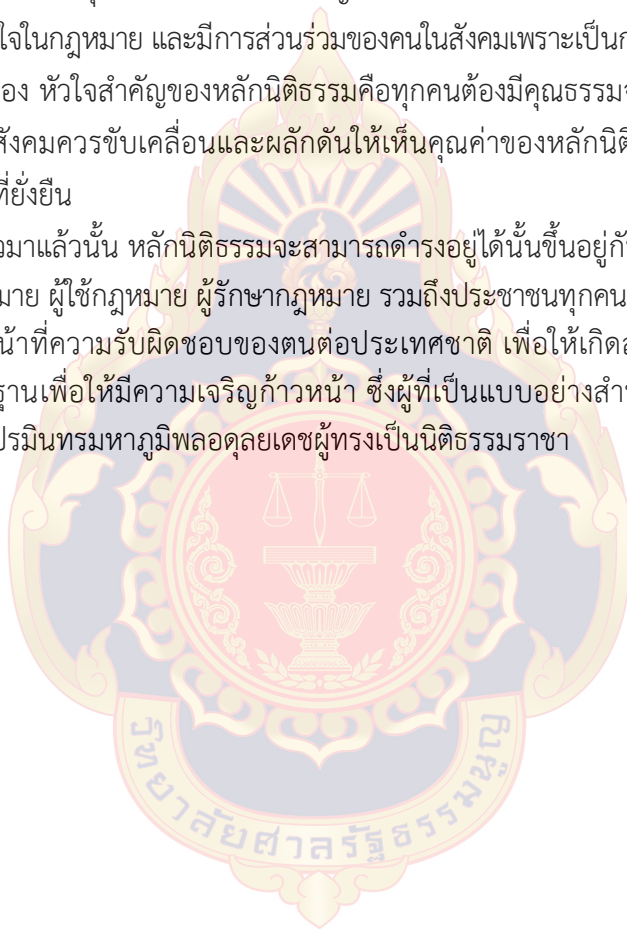 ใจในกฎหมาย และมีการส่วนร่วมของคนในสังคมเพราะเป็นก
อง หัวใจสำคัญของหลักนิติธรรมคือทุกคนต้องมีคุณธรรมจ
สังคมควรขับเคลื่อนและผลักดันให้เห็นคุณค่าของหลักนิติ
ที่ยั่งยืน
วมาแล้วนั้น หลักนิติธรรมจะสามารถดำรงอยู่ได้นั้นขึ้นอยู่กั
มาย ผู้ใช้กฎหมาย ผู้รักษากฎหมาย รวมถึงประชาชนทุกคน
น้าที่ความรับผิดชอบของตนต่อประเทศชาติ เพื่อให้เกิดส
ฐานเพื่อให้มีความเจริญก้าวหน้า ซึ่งผู้ที่เป็นแบบอย่างสำ
ปรมินทรมหาภูมิพลอดุลยเดชผู้ทรงเป็นนิติธรรมราชา
วิทยาลัยศาลรัฐธรรมนูญ